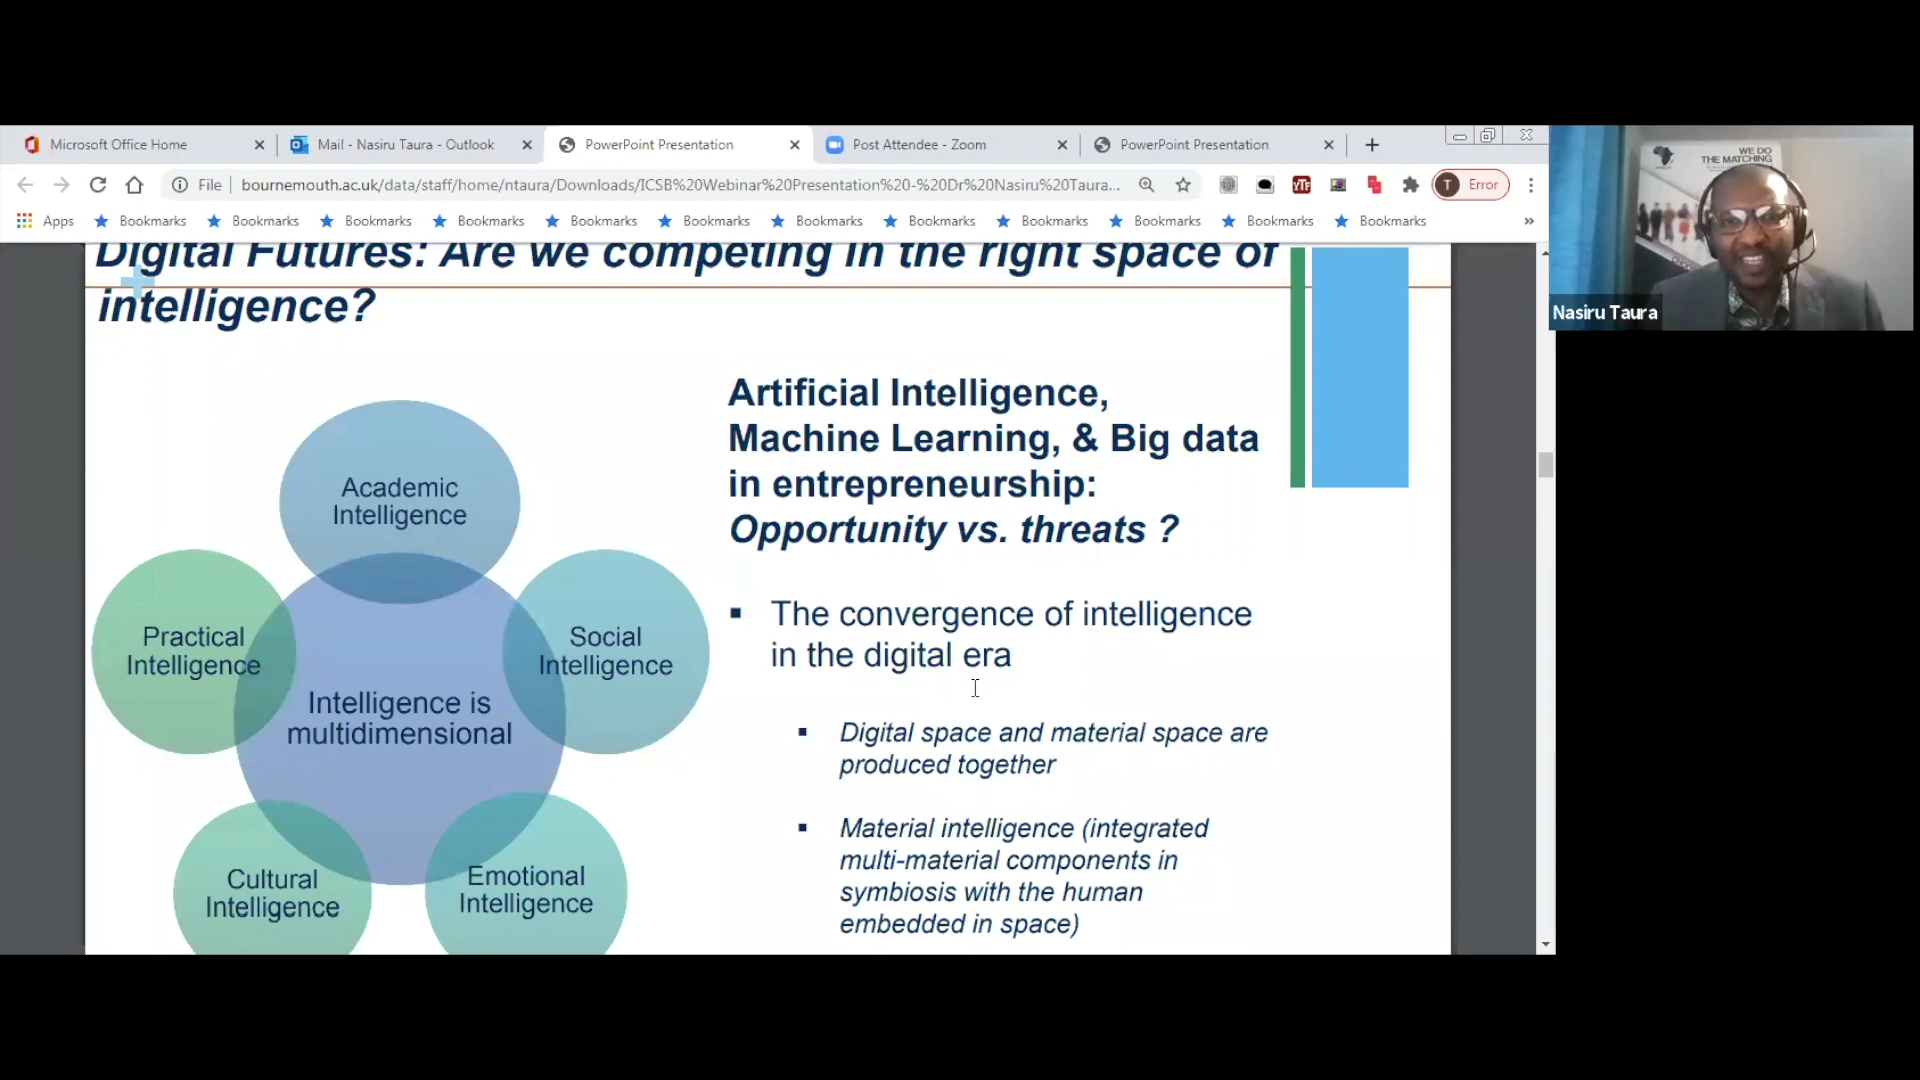 Microsoft Office Home
Mail - Nasiru Taura - Outlook
PowerPoint Presentation
Post Attendee - Zoom
PowerPoint Presentation
File
bournemouth.ac.uk/data/staff/home/ntaura/Downloads/ICSB%20Webinar%20Presentation%20-%20Dr%20Nasiru%20Taura...
YTF
T
Error
Apps
Bookmarks
Bookmarks
Bookmarks
Bookmarks
Bookmarks
Bookmarks
Bookmarks
Bookmarks
Bookmarks
Bookmarks
Bookmarks
Bookmarks
»
WE DO
THE MATCHING
Nasiru Taura
Digital Futures: Are we competing in the right space of
intelligence?
Academic
Intelligence
Practical
Intelligence
Social
Intelligence
Intelligence is
multidimensional
Cultural
Intelligence
Emotional
Intelligence
Artificial Intelligence,
Machine Learning, & Big data
in entrepreneurship:
Opportunity vs. threats ?
▪ The convergence of intelligence
in the digital era
▪ Digital space and material space are
produced together
▪ Material intelligence (integrated
multi-material components in
symbiosis with the human
embedded in space)